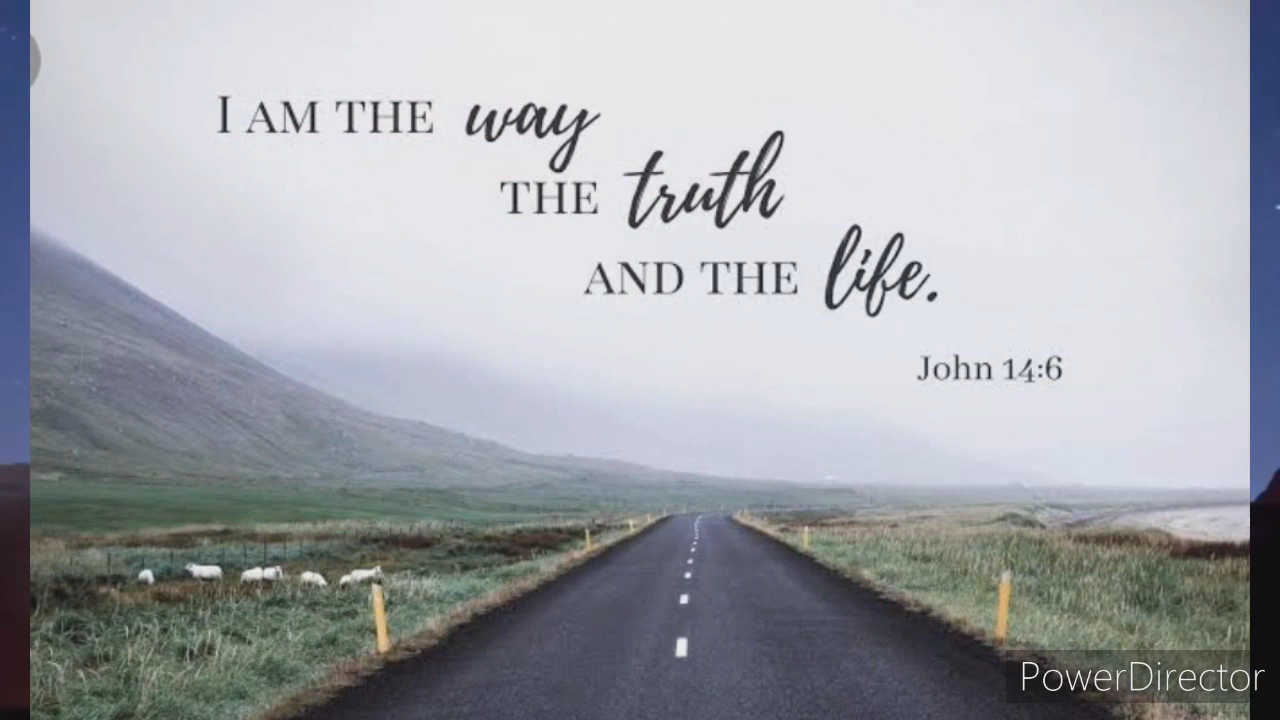 I AM THE way
THE truth
AND THE life.
John 14:6
PowerDirector